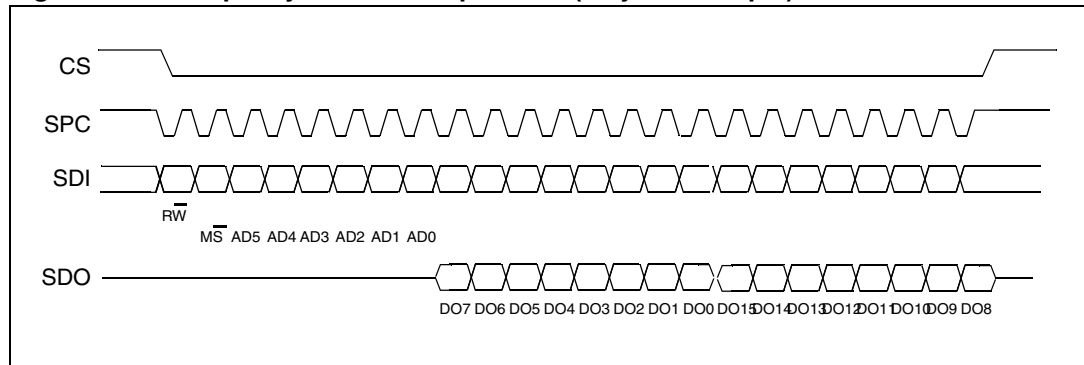 CS
SPC
SDI
RW
MS AD5 AD4 AD3 AD2 AD1 AD0
SDO
DO7 DO6 DO5 DO4 DO3 DO2 DO1 DO0 DO15 DO14 DO13 DO12 DO11 DO10 DO9 DO8